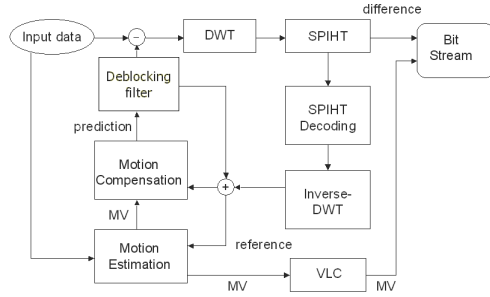 difference
Input data
−
DWT
SPIHT
Bit
Stream
Deblocking
filter
SPIHT
Decoding
prediction
Motion
Compensation
+
Inverse-
DWT
MV
reference
Motion
Estimation
VLC
MV
MV